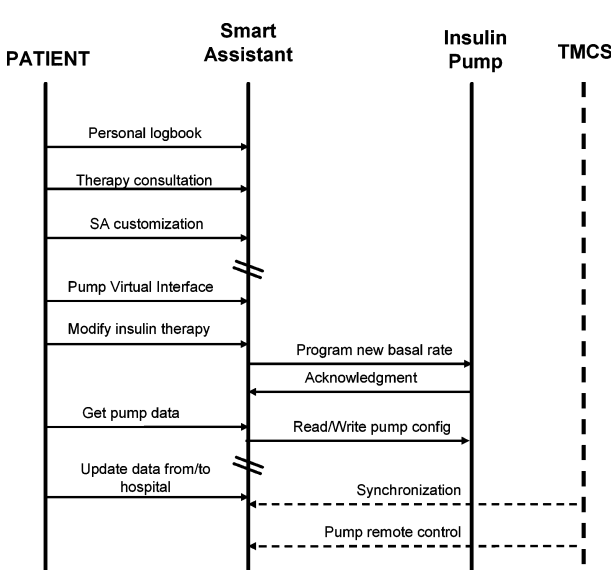 PATIENT
Smart
Assistant
Insulin
Pump
TMCS
Personal logbook
Therapy consultation
SA customization
Pump Virtual Interface
Modify insulin therapy
Program new basal rate
Acknowledgment
Get pump data
Read/Write pump config
Update data from/to
hospital
Synchronization
Pump remote control